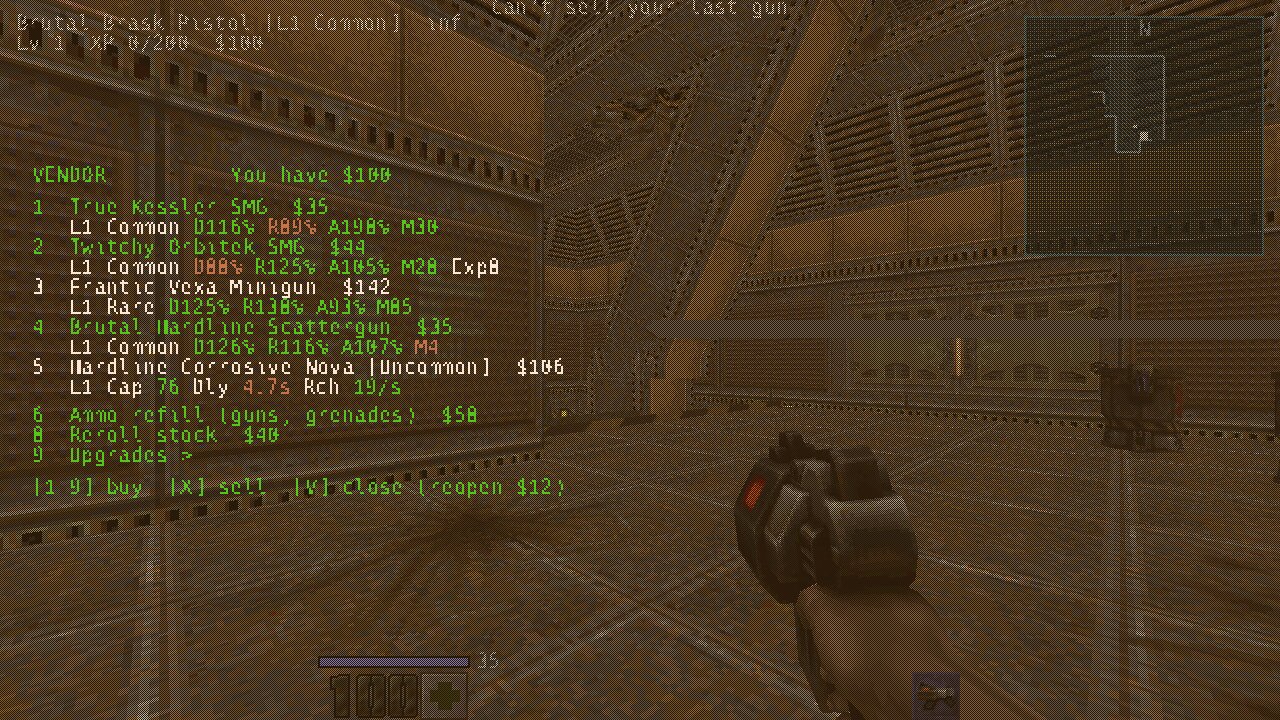 Can't sell your last gun
Brutal Brask Pistol [L1 Common] inf
Lv 1 XP 0/200 $100
N
VENDOR You have $100
1 True Kessler SMG $35
L1 Common D116% R89% A198% M30
2 Twitchy Orbitek SMG $44
L1 Common D88% R125% A105% M28 Exp8
3 Frantic Vexa Minigun $142
L1 Rare D125% R138% A93% M85
4 Brutal Hardline Scattergun $35
L1 Common D126% R116% A107% M4
5 Hardline Corrosive Nova [Uncommon] $106
L1 Cap 76 Dly 4.7s Rch 19/s
6 Ammo refill (guns, grenades) $58
8 Reroll stock $40
9 Upgrades >
[1 9] buy [X] sell [V] close (reopen $12)
35
100